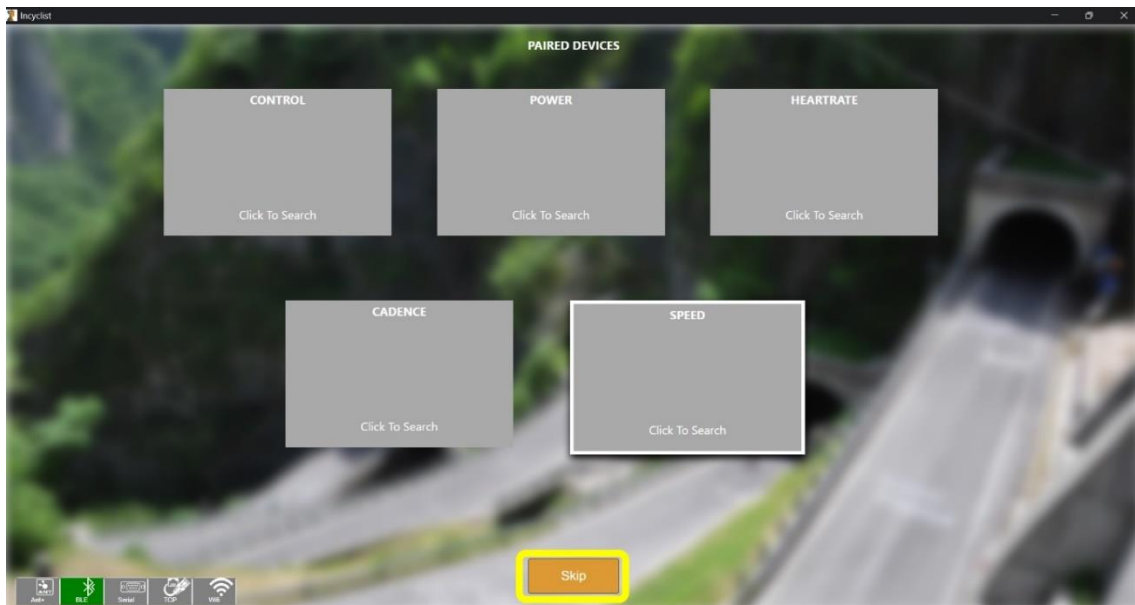 Incyclist
PAIRED DEVICES
CONTROL
Click To Search
POWER
Click To Search
HEARTRATE
Click To Search
CADENCE
Click To Search
SPEED
Click To Search
Skip
Ant+
BLE
Serial
TCP
Wifi